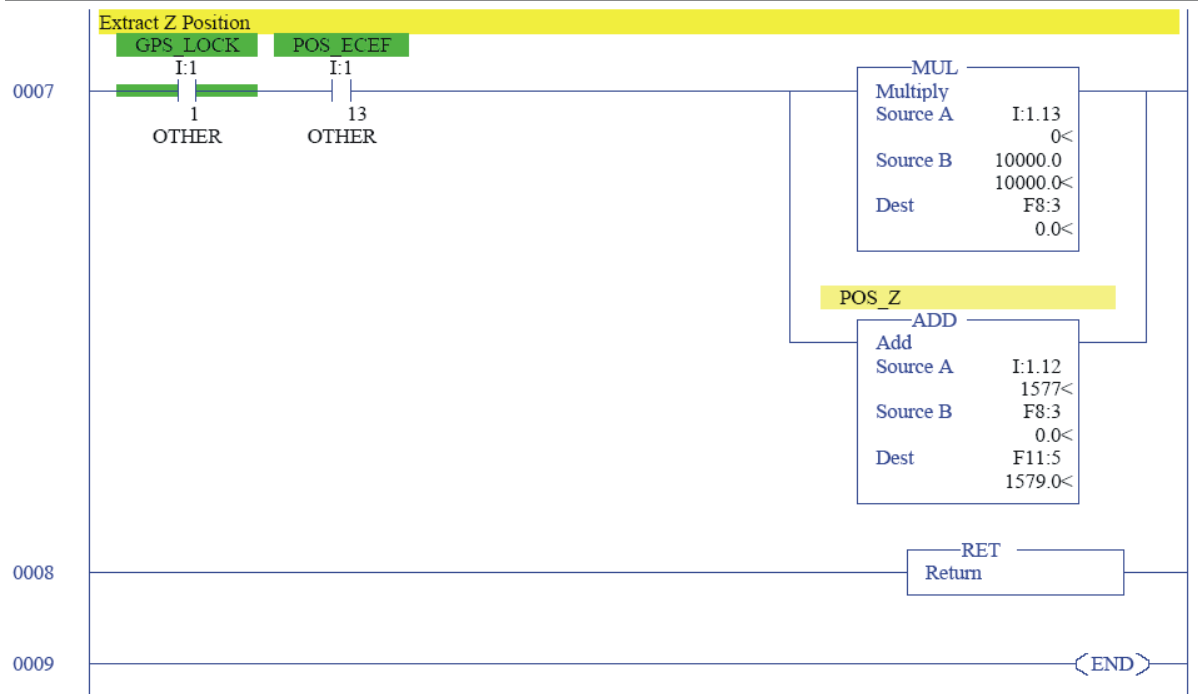 Extract Z Position
GPS_LOCK POS_ECEF
I:1 I:1
0007
1 13
OTHER OTHER
MUL
Multiply
Source A I:1.13
0<
Source B 10000.0
10000.0<
Dest F8:3
0.0<
POS_Z
ADD
Add
Source A I:1.12
1577<
Source B F8:3
0.0<
Dest F11:5
1579.0<
0008
RET
Return
0009
END